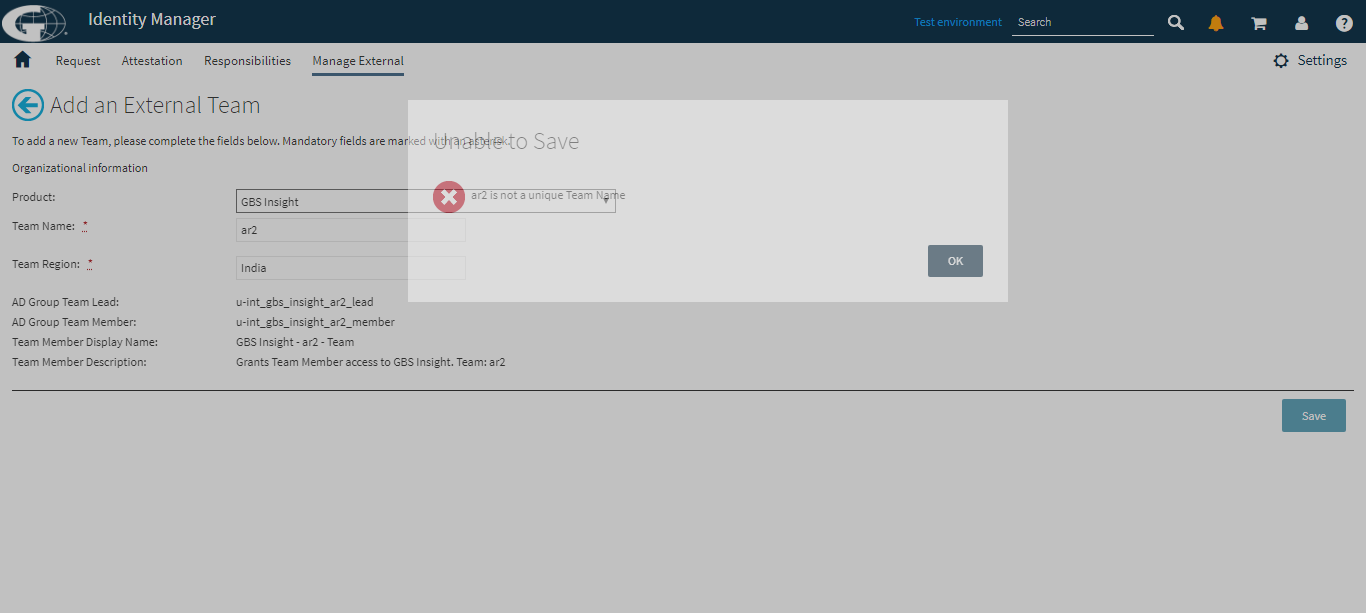 Identity Manager
Test environment
Search
Request
Attestation
Responsibilities
Manage External
Settings
Add an External Team
To add a new Team, please complete the fields below. Mandatory fields are marked with an asterisk.
Unable to Save
Organizational information
Product:
GBS Insight
ar2 is not a unique Team Name
Team Name: *
ar2
Team Region: *
India
OK
AD Group Team Lead:
u-int_gbs_insight_ar2_lead
AD Group Team Member:
u-int_gbs_insight_ar2_member
Team Member Display Name:
GBS Insight - ar2 - Team
Team Member Description:
Grants Team Member access to GBS Insight. Team: ar2
Save